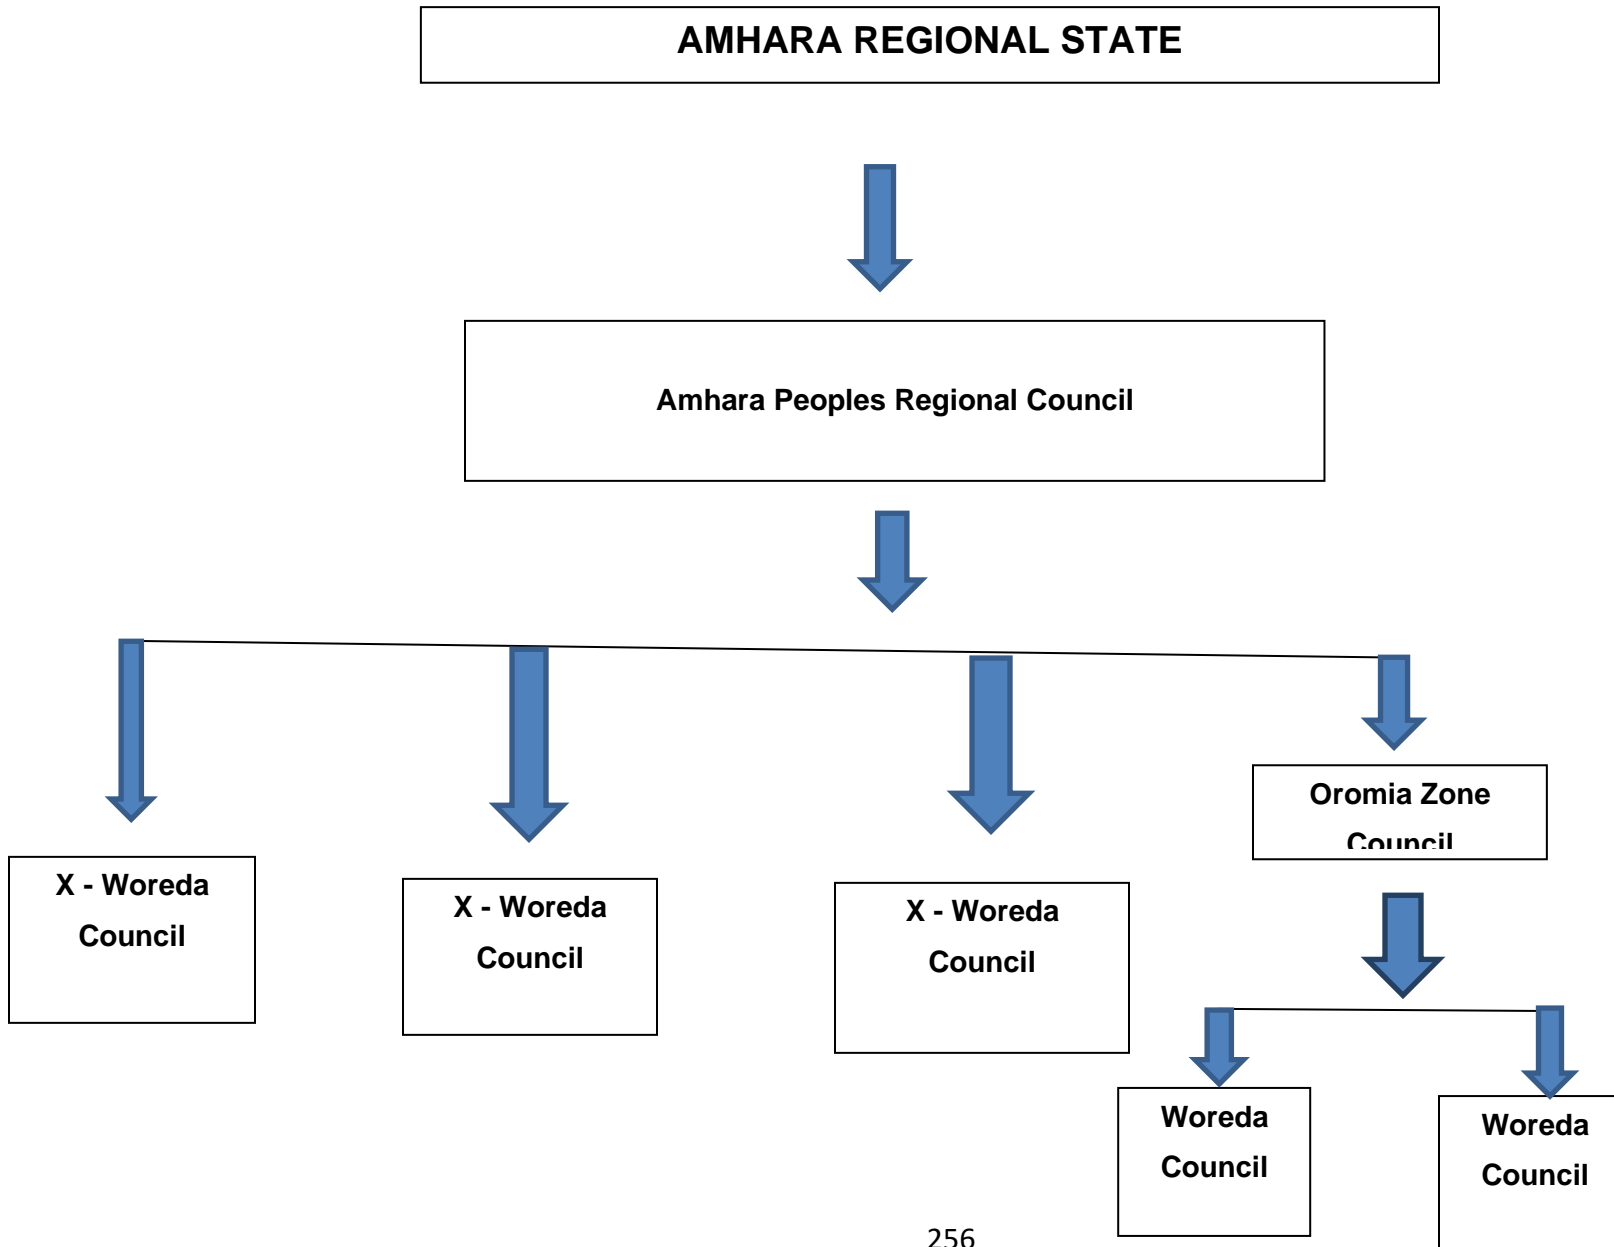 AMHARA REGIONAL STATE
Amhara Peoples Regional Council
Oromia Zone
Council
X - Woreda
Council
X - Woreda
Council
X - Woreda
Council
Woreda
Council
Woreda
Council
256